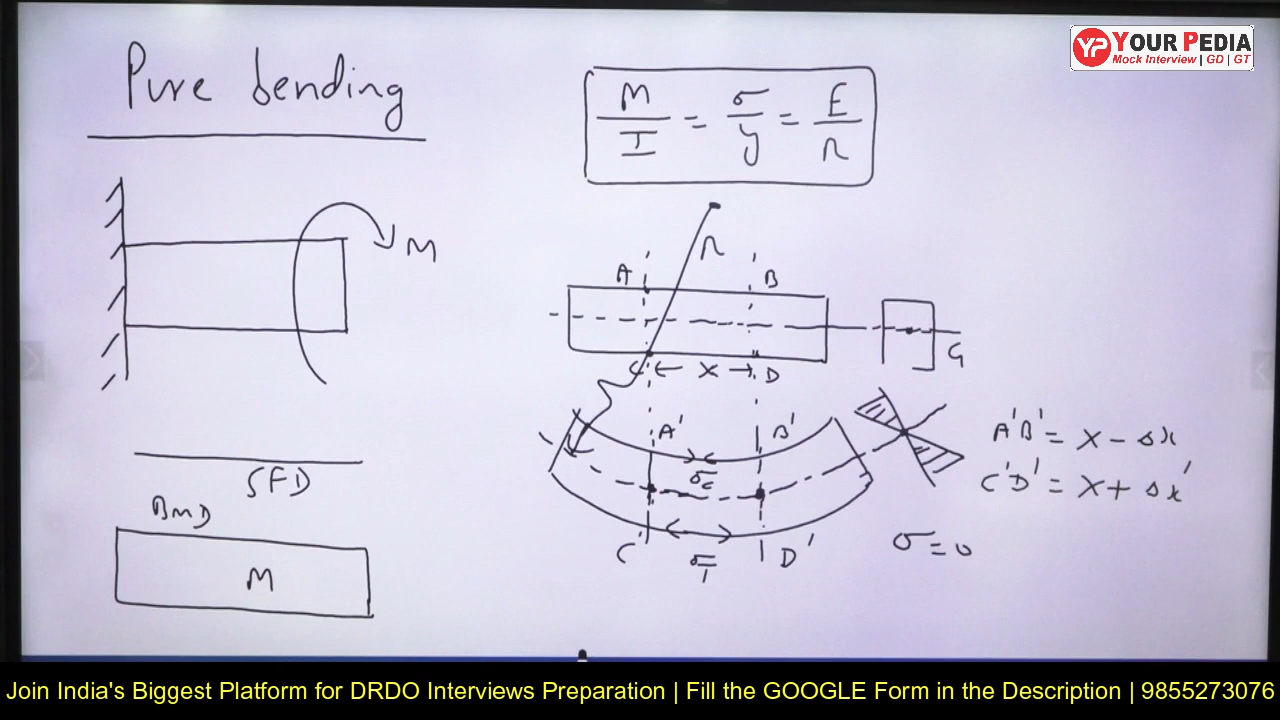 YOUR PEDIA
Mock Interview | GD | GT
Pure bending
M/I = σ/y = E/R
M
R
A B
C ← x → D
G
SFD
BMD
M
A' B'
σc
C' D'
σT
A'B' = x - Δx
C'D' = x + Δx'
σ = 0
Join India's Biggest Platform for DRDO Interviews Preparation | Fill the GOOGLE Form in the Description | 9855273076